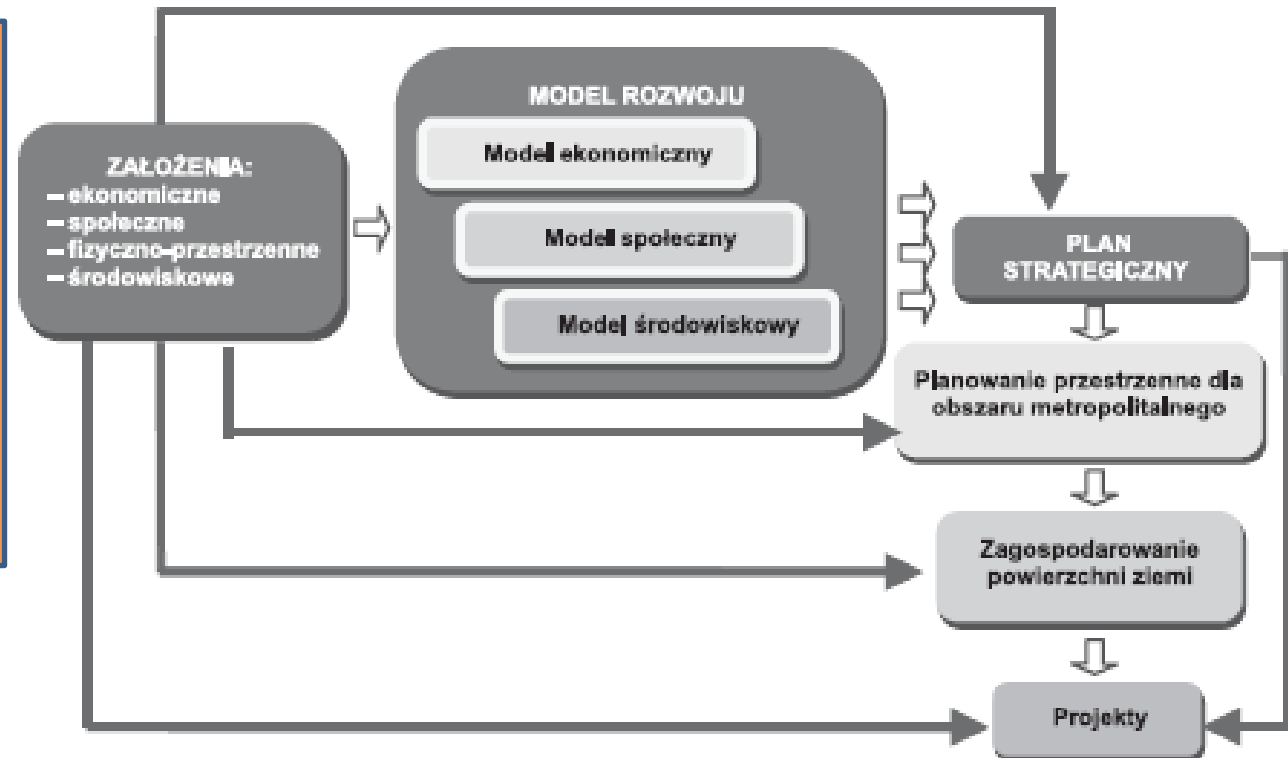 MODEL ROZWOJU
Model ekonomiczny
Model społeczny
Model środowiskowy
ZAŁOŻENIA:
– ekonomiczne
– społeczne
– fizyczno-przestrzenne
– środowiskowe
PLAN
STRATEGICZNY
Planowanie przestrzenne dla
obszaru metropolitalnego
Zagospodarowanie
powierzchni ziemi
Projekty